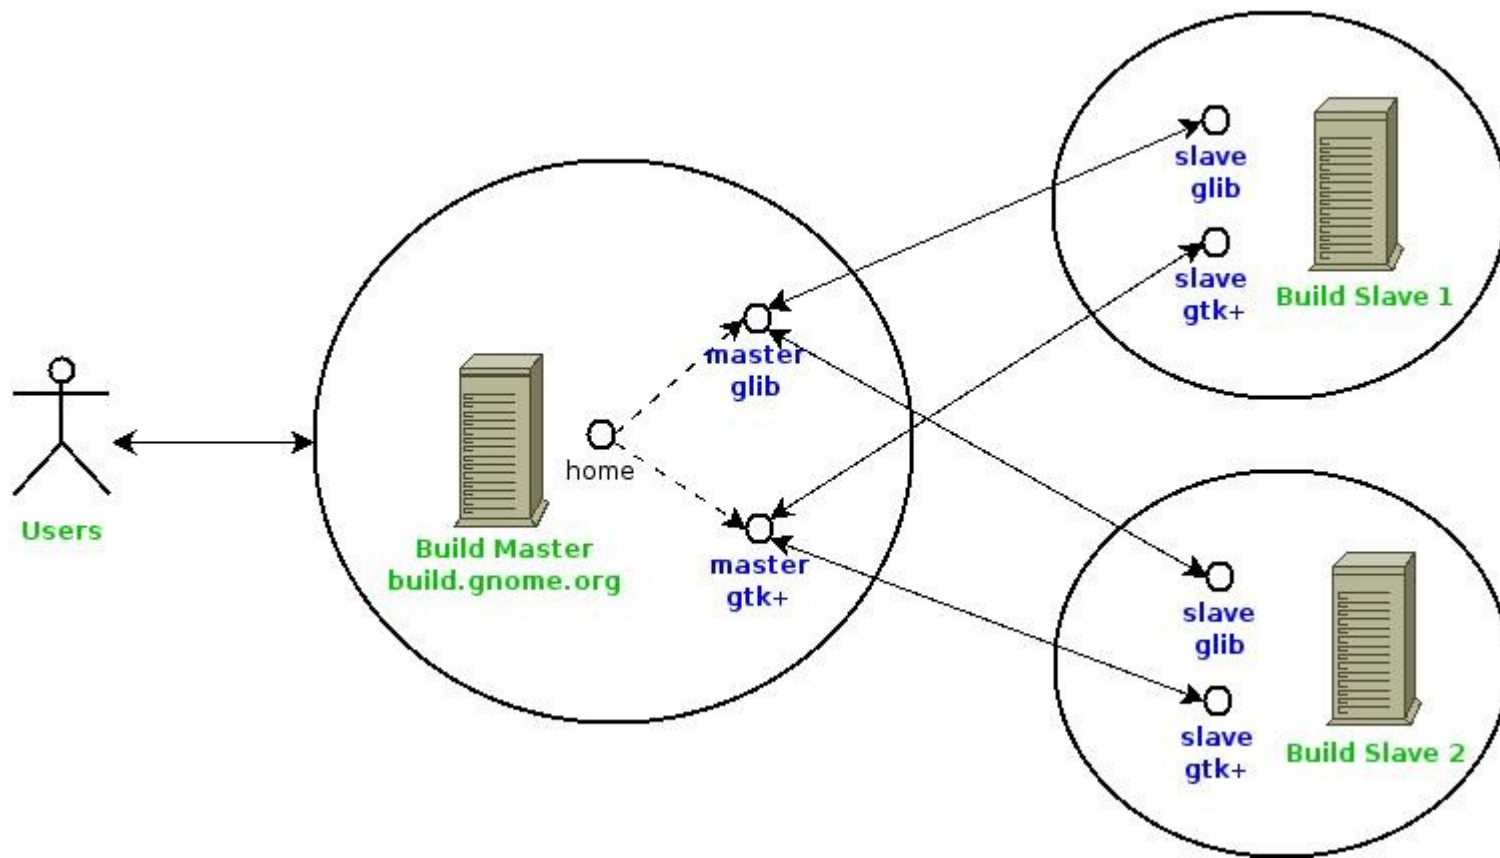 Users
Build Master
build.gnome.org
home
master
glib
master
gtk+
slave
glib
slave
gtk+
Build Slave 1
slave
glib
slave
gtk+
Build Slave 2